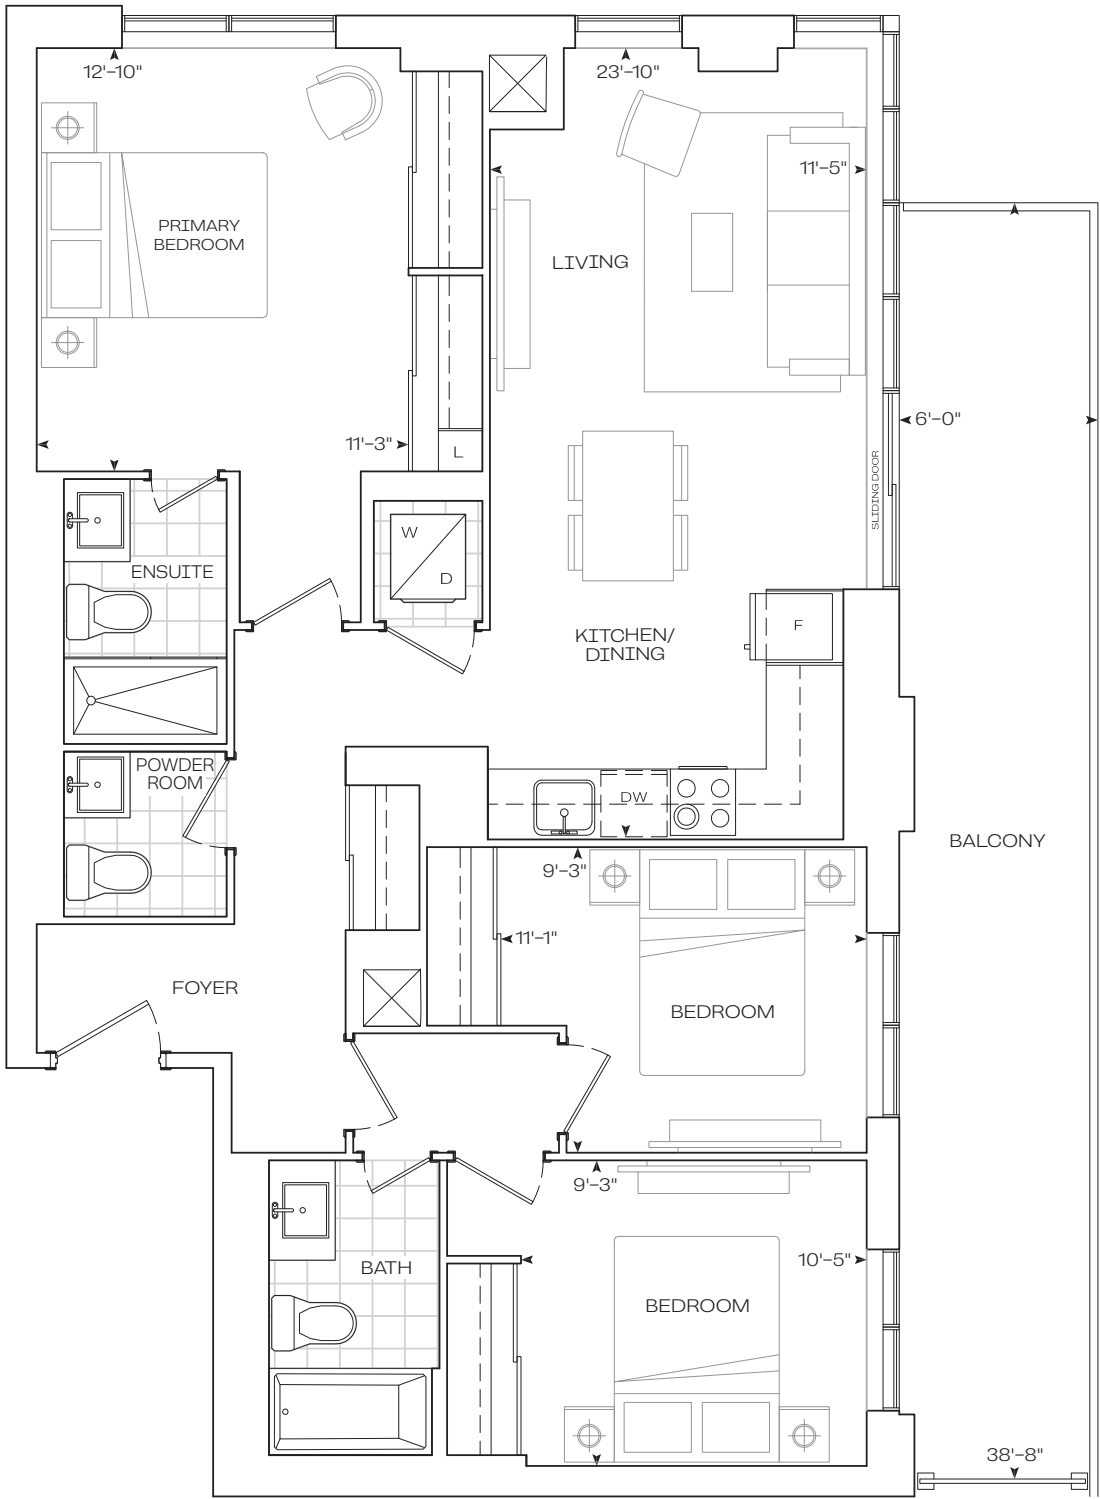 12'-10"
23'-10"
11'-5"
PRIMARY
BEDROOM
LIVING
6'-0"
11'-3"
L
SLIDING DOOR
W
D
ENSUITE
F
KITCHEN/
DINING
POWDER
ROOM
DW
BALCONY
9'-3"
11'-1"
FOYER
BEDROOM
9'-3"
10'-5"
BATH
BEDROOM
38'-8"